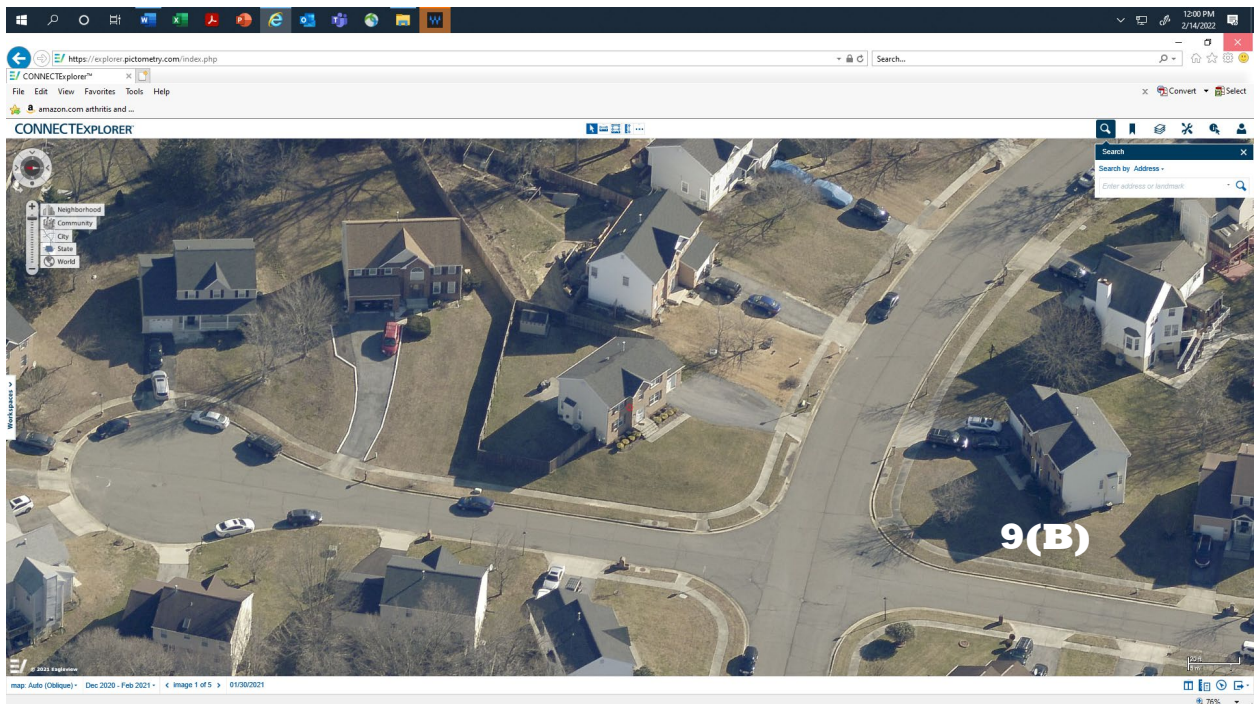 12:00 PM
2/14/2022
https://explorer.pictometry.com/index.php
Search...
CONNECTExplorer™
File Edit View Favorites Tools Help
Convert
Select
amazon.com arthritis and ...
CONNECTEXPLORER
Search
Search by Address
Enter address or landmark
Neighborhood
Community
City
State
World
Workspaces
9(B)
© 2021 Eagleview
map: Auto (Oblique) Dec 2020 - Feb 2021 < image 1 of 5 > 01/30/2021
76%